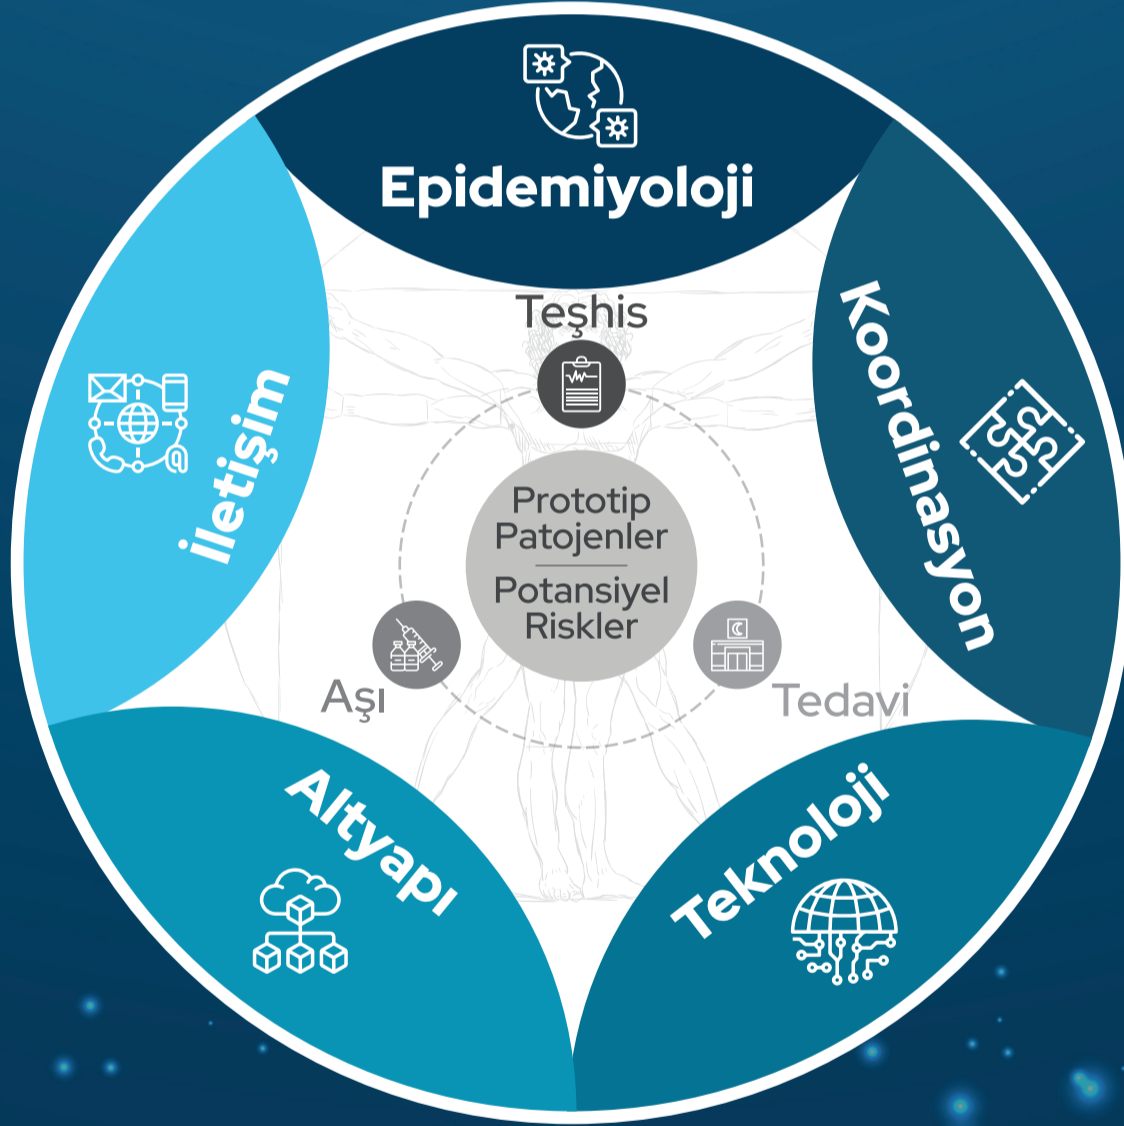 Epidemiyoloji
Teşhis
Koordinasyon
İletişim
Prototip
Patojenler
Potansiyel
Riskler
Aşı
Tedavi
Altyapı
Teknoloji